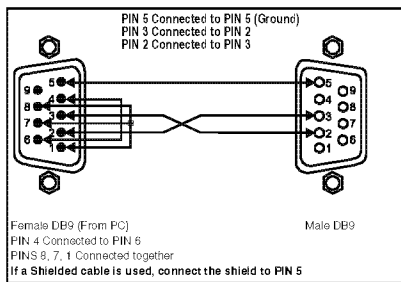 PIN 5 Connected to PIN 5 (Ground)
PIN 3 Connected to PIN 2
PIN 2 Connected to PIN 3
5
4
3
2
1
9
8
7
6
5
4
3
2
1
9
8
7
6
Female DB9 (From PC)
Male DB9
PIN 4 Connected to PIN 6
PINS 8, 7, 1 Connected together
If a Shielded cable is used, connect the shield to PIN 5